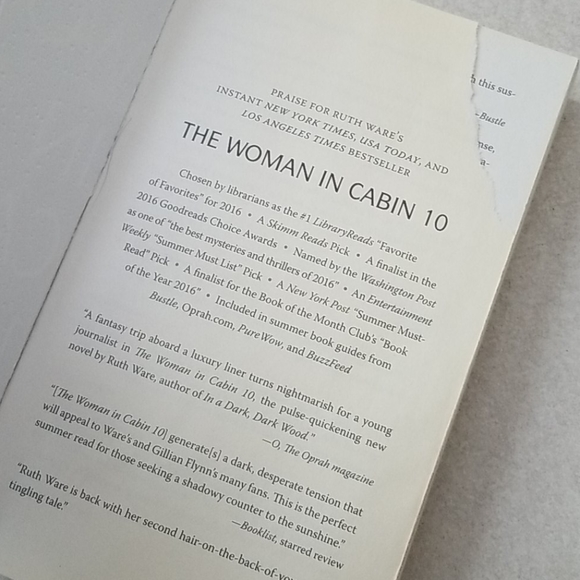 PRAISE FOR RUTH WARE'S
INSTANT NEW YORK TIMES, USA TODAY, AND
LOS ANGELES TIMES BESTSELLER
THE WOMAN IN CABIN 10
Chosen by librarians as the #1 LibraryReads "Favorite
of Favorites" for 2016 • A Skimm Reads Pick • A finalist in the
2016 Goodreads Choice Awards • Named by the Washington Post
as one of "the best mysteries and thrillers of 2016" • An Entertainment
Weekly "Summer Must List" Pick • A New York Post "Summer Must-
Read" Pick • A finalist for the Book of the Month Club's "Book
of the Year 2016" • Included in summer book guides from
Bustle, Oprah.com, PureWow, and BuzzFeed
"A fantasy trip aboard a luxury liner turns nightmarish for a young
journalist in The Woman in Cabin 10, the pulse-quickening new
novel by Ruth Ware, author of In a Dark, Dark Wood."
—O, The Oprah magazine
"[The Woman in Cabin 10] generate[s] a dark, desperate tension that
will appeal to Ware's and Gillian Flynn's many fans. This is the perfect
summer read for those seeking a shadowy counter to the sunshine."
—Booklist, starred review
"Ruth Ware is back with her second hair-on-the-back-of-
tingling tale."
this sus-
-Bustle